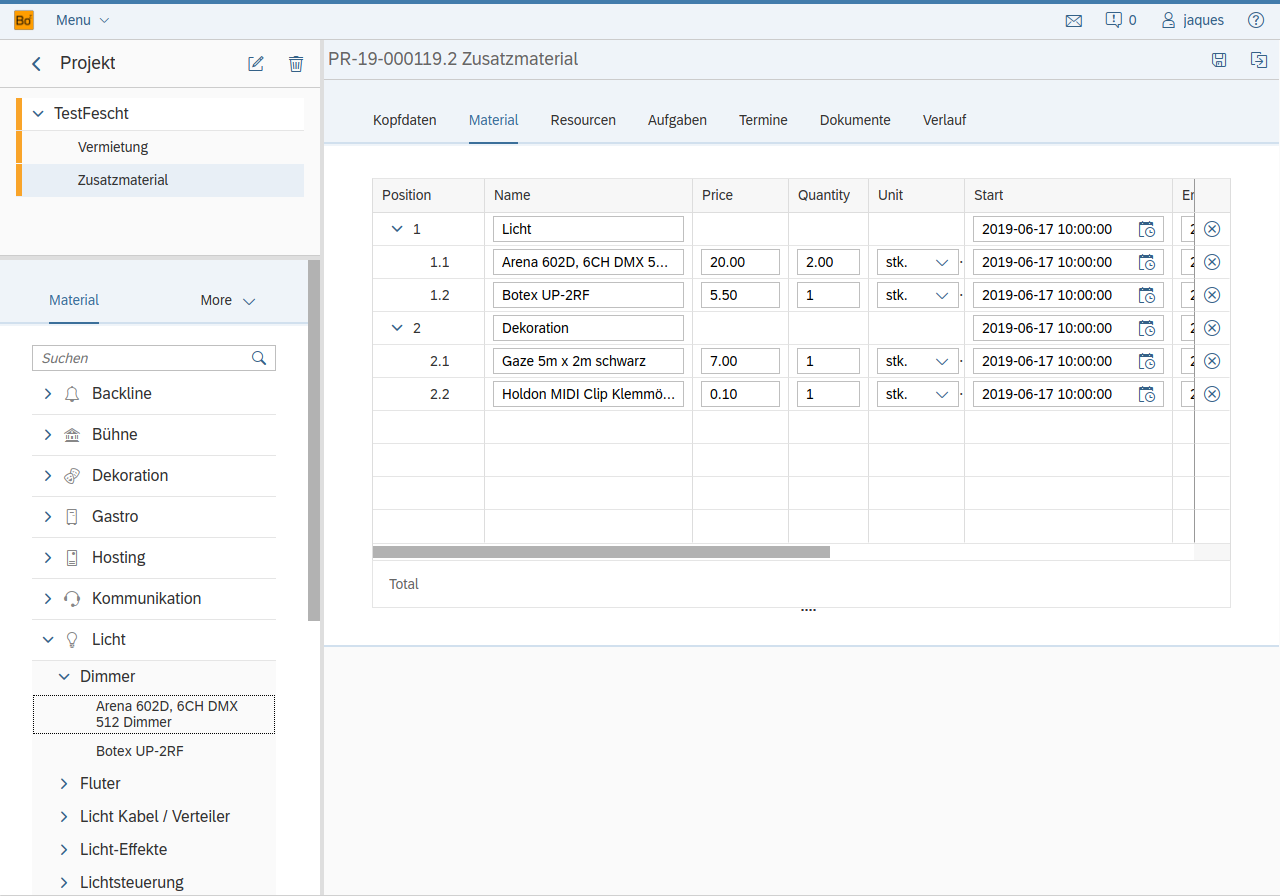 Bo Menu 0 jaques
Projekt
PR-19-000119.2 Zusatzmaterial
TestFescht
Vermietung
Zusatzmaterial
Kopfdaten Material Resourcen Aufgaben Termine Dokumente Verlauf
Material More
Suchen
Backline
Bühne
Dekoration
Gastro
Hosting
Kommunikation
Licht
Dimmer
Arena 602D, 6CH DMX
512 Dimmer
Botex UP-2RF
Fluter
Licht Kabel / Verteiler
Licht-Effekte
Lichtsteuerung
Position Name Price Quantity Unit Start
1 Licht 2019-06-17 10:00:00
1.1 Arena 602D, 6CH DMX 5... 20.00 2.00 stk. 2019-06-17 10:00:00
1.2 Botex UP-2RF 5.50 1 stk. 2019-06-17 10:00:00
2 Dekoration 2019-06-17 10:00:00
2.1 Gaze 5m x 2m schwarz 7.00 1 stk. 2019-06-17 10:00:00
2.2 Holdon MIDI Clip Klemmö... 0.10 1 stk. 2019-06-17 10:00:00
Total